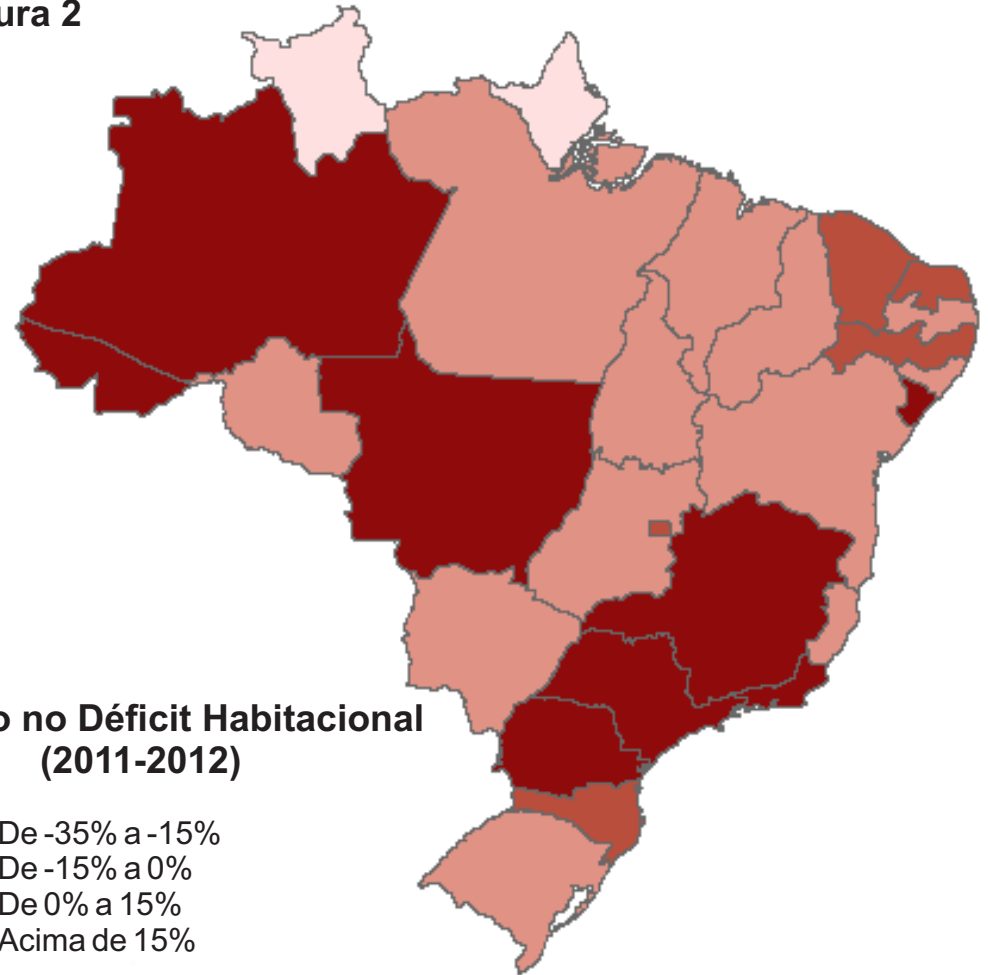 ura 2
o no Déficit Habitacional
(2011-2012)
De -35% a -15%
De -15% a 0%
De 0% a 15%
Acima de 15%